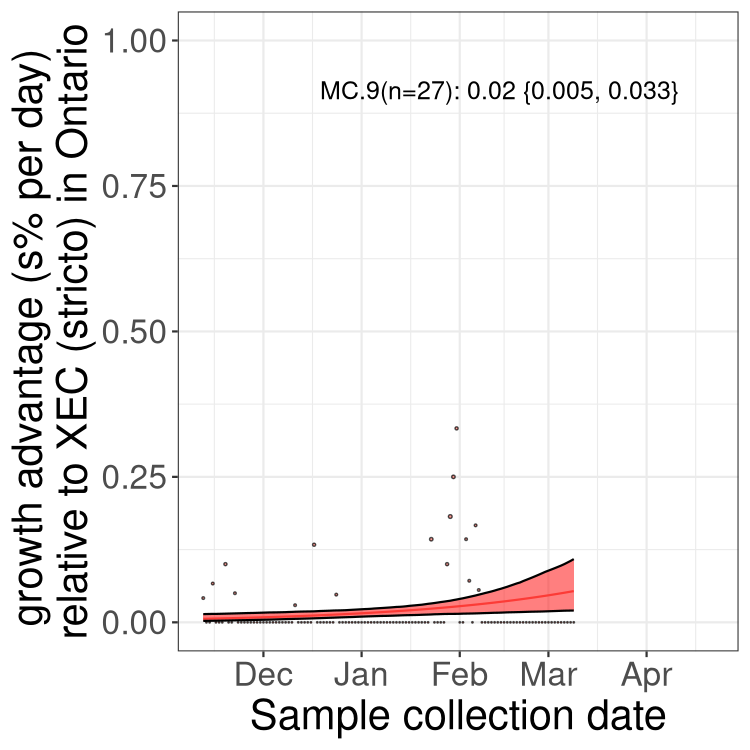 growth advantage (s% per day)
relative to XEC (stricto) in Ontario
1.00
0.75
0.50
0.25
0.00
MC.9(n=27): 0.02 {0.005, 0.033}
Dec Jan Feb Mar Apr
Sample collection date